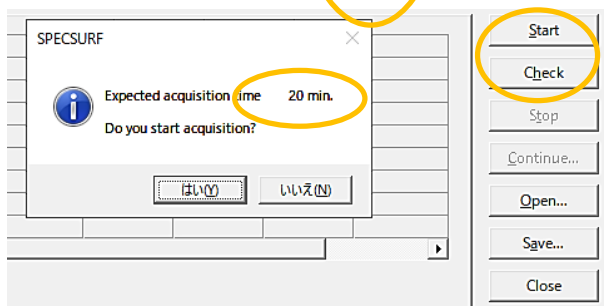 SPECSURF
Expected acquisition time 20 min.
Do you start acquisition?
はい(Y)
いいえ(N)
Start
Check
Stop
Continue...
Open...
Save...
Close